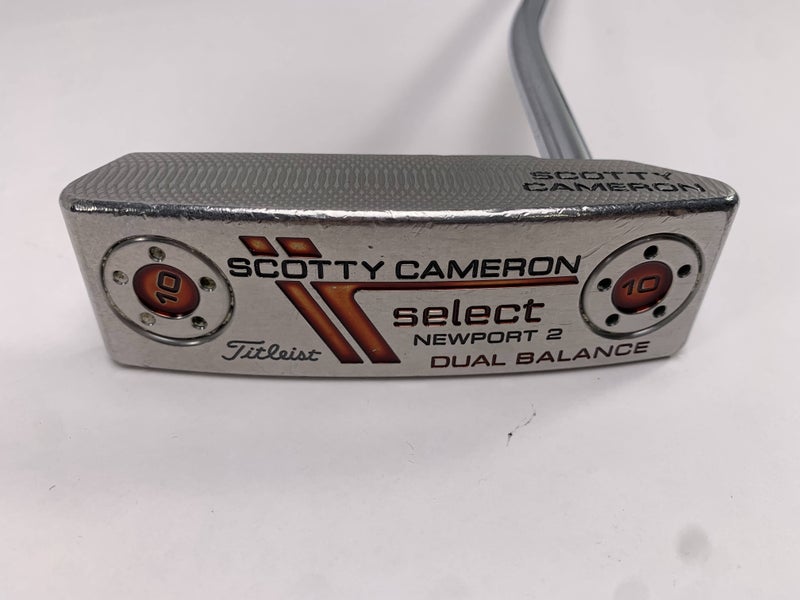 SCOTTY
CAMERON
SCOTTY CAMERON
select
NEWPORT 2
DUAL BALANCE
Titleist
10
10